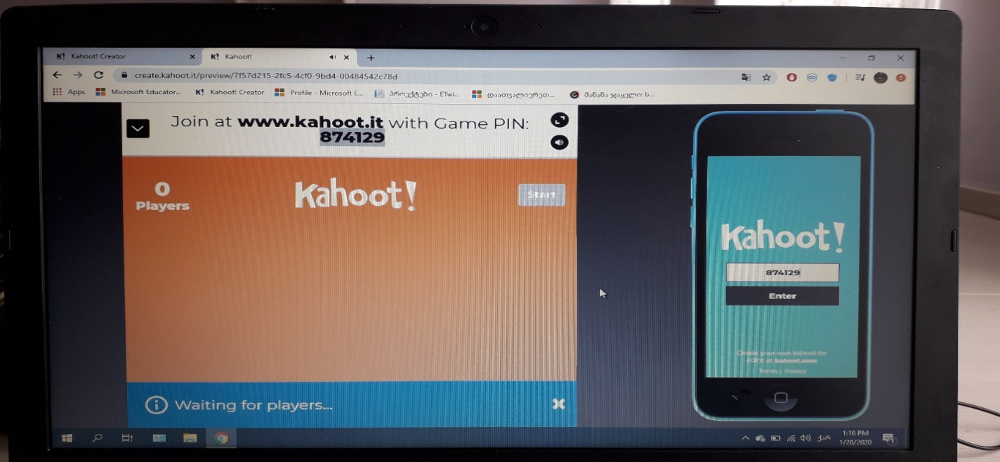 Kahoot! Creator
Kahoot!
create.kahoot.it/preview/7f57d215-2fc5-4cf0-9bd4-00484542c78d
Apps Microsoft Educator... Kahoot! Creator Profile - Microsoft E... პროექტები - ETwi... დაათვალიერეთ... მანანა ჯაყელი: ს...
Join at www.kahoot.it with Game PIN:
874129
0
Players
Kahoot!
Start
Waiting for players...
Kahoot!
874129
Enter
Create your own kahoot for
FREE at kahoot.com
Terms | Privacy
ქარ
1:10 PM
1/28/2020